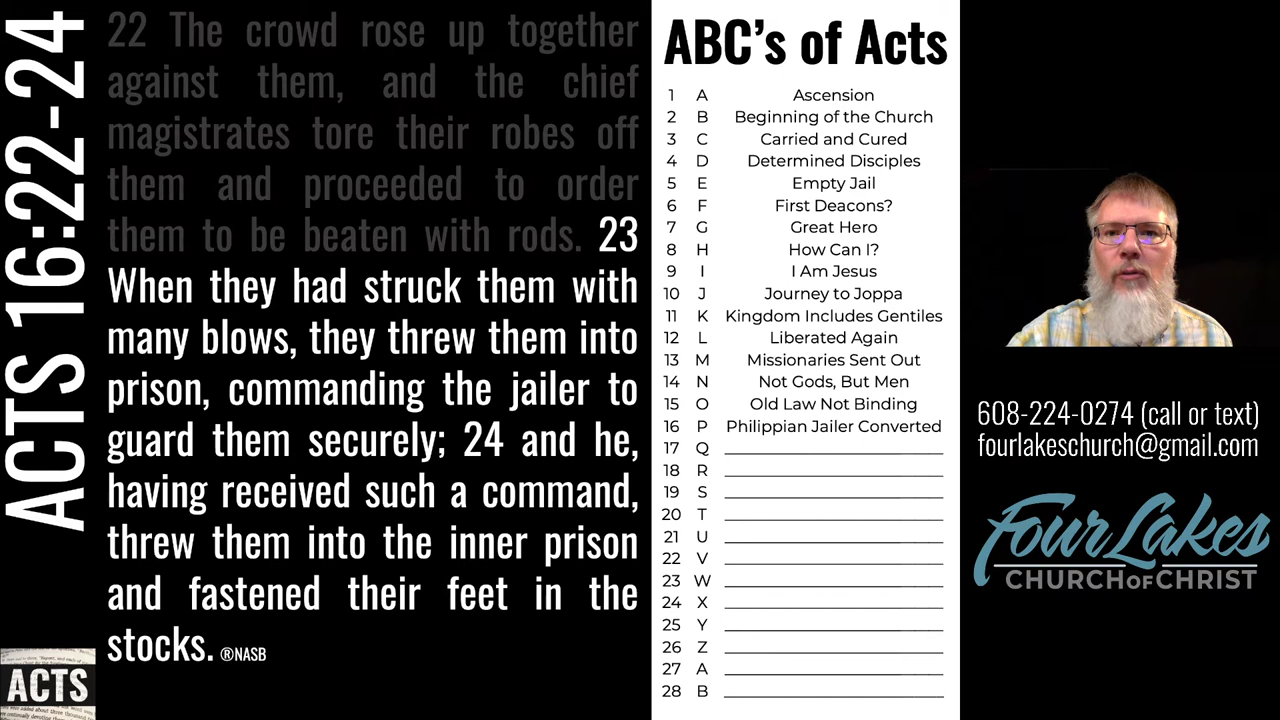 ACTS 16:22-24
22 The crowd rose up together
against them, and the chief
magistrates tore their robes off
them and proceeded to order
them to be beaten with rods. 23
When they had struck them with
many blows, they threw them into
prison, commanding the jailer to
guard them securely; 24 and he,
having received such a command,
threw them into the inner prison
and fastened their feet in the
stocks. ®NASB
ACTS
ABC's of Acts
1 A Ascension
2 B Beginning of the Church
3 C Carried and Cured
4 D Determined Disciples
5 E Empty Jail
6 F First Deacons?
7 G Great Hero
8 H How Can I?
9 I I Am Jesus
10 J Journey to Joppa
11 K Kingdom Includes Gentiles
12 L Liberated Again
13 M Missionaries Sent Out
14 N Not Gods, But Men
15 O Old Law Not Binding
16 P Philippian Jailer Converted
17 Q
18 R
19 S
20 T
21 U
22 V
23 W
24 X
25 Y
26 Z
27 A
28 B
608-224-0274 (call or text)
fourlakeschurch@gmail.com
Four Lakes
CHURCH OF CHRIST